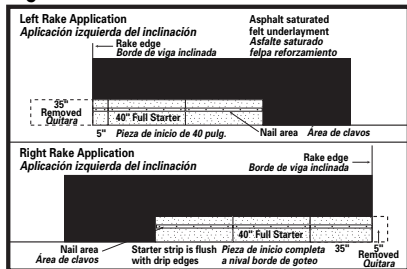 Left Rake Application
Aplicación izquierda del inclinación
Rake edge
Borde de viga inclinada
Asphalt saturated
felt underlayment
Asfalte saturado
felpa reforzamiento
35"
Removed
Quitara
40" Full Starter
5"
Pieza de inicio de 40 pulg.
Nail area
Área de clavos
Right Rake Application
Aplicación izquierda del inclinación
Rake edge
Borde de viga inclinada
40" Full Starter
Nail area
Área de clavos
Starter strip is flush
with drip edges
Pieza de inicio completa
a nival borde de goteo
35"
5"
Removed
Quitara